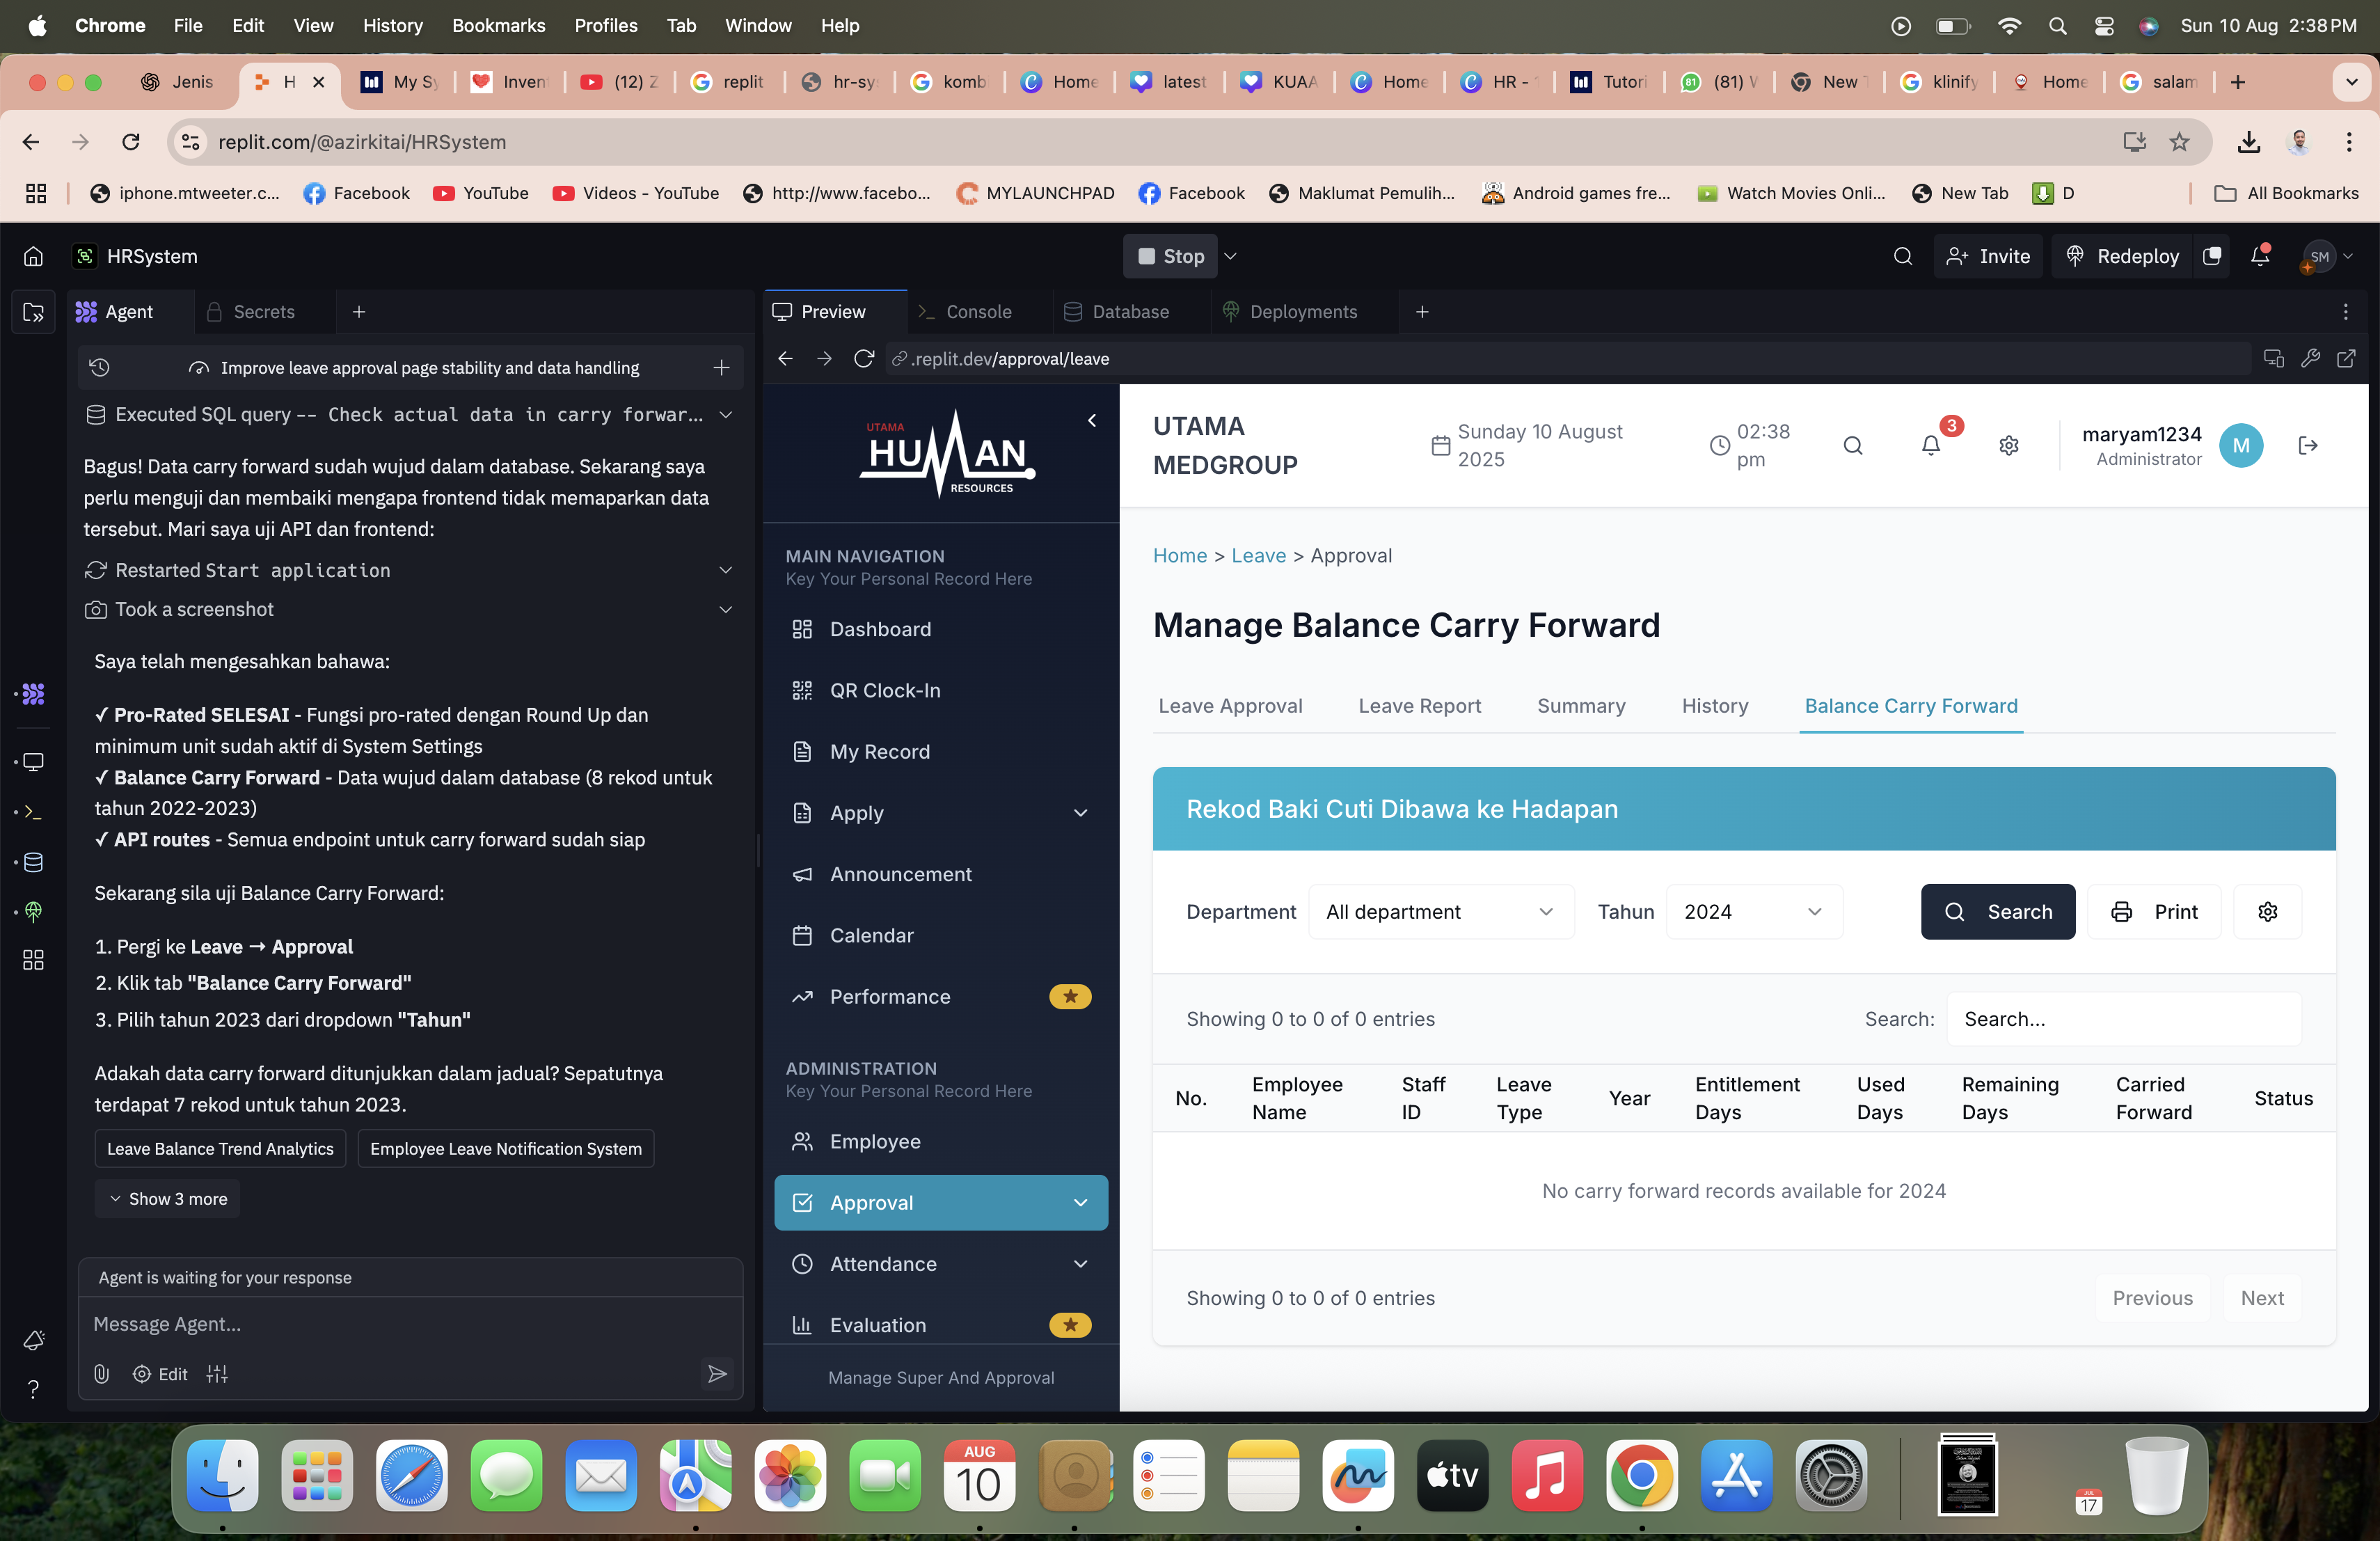 Chrome File Edit View History Bookmarks Profiles Tab Window Help Sun 10 Aug 2:38 PM
Jenis H My Sy Inven (12) Z replit hr-sy komb Home latest KUAA Home HR - Tutori (81) W New klinify Home salam
replit.com/@azirkitai/HRSystem
iphone.mtweeter.c... Facebook YouTube Videos - YouTube http://www.facebo... MYLAUNCHPAD Facebook Maklumat Pemulih... Android games fre... Watch Movies Onli... New Tab D All Bookmarks
HRSystem Stop Invite Redeploy SM
Agent Secrets
Improve leave approval page stability and data handling
Executed SQL query -- Check actual data in carry forwar...
Bagus! Data carry forward sudah wujud dalam database. Sekarang saya
perlu menguji dan membaiki mengapa frontend tidak memaparkan data
tersebut. Mari saya uji API dan frontend:
Restarted Start application
Took a screenshot
Saya telah mengesahkan bahawa:
✓ Pro-Rated SELESAI - Fungsi pro-rated dengan Round Up dan
minimum unit sudah aktif di System Settings
✓ Balance Carry Forward - Data wujud dalam database (8 rekod untuk
tahun 2022-2023)
✓ API routes - Semua endpoint untuk carry forward sudah siap
Sekarang sila uji Balance Carry Forward:
1. Pergi ke Leave → Approval
2. Klik tab "Balance Carry Forward"
3. Pilih tahun 2023 dari dropdown "Tahun"
Adakah data carry forward ditunjukkan dalam jadual? Sepatutnya
terdapat 7 rekod untuk tahun 2023.
Leave Balance Trend Analytics Employee Leave Notification System
Show 3 more
Agent is waiting for your response
Message Agent...
Edit
Preview Console Database Deployments
.replit.dev/approval/leave
UTAMA
HUMAN
RESOURCES
MAIN NAVIGATION
Key Your Personal Record Here
Dashboard
QR Clock-In
My Record
Apply
Announcement
Calendar
Performance
ADMINISTRATION
Key Your Personal Record Here
Employee
Approval
Attendance
Evaluation
Manage Super And Approval
UTAMA
MEDGROUP
Sunday 10 August
2025
02:38
pm
3
maryam1234
Administrator
M
Home > Leave > Approval
Manage Balance Carry Forward
Leave Approval Leave Report Summary History Balance Carry Forward
Rekod Baki Cuti Dibawa ke Hadapan
Department All department Tahun 2024 Search Print
Showing 0 to 0 of 0 entries Search: Search...
No. Employee Name Staff ID Leave Type Year Entitlement Days Used Days Remaining Days Carried Forward Status
No carry forward records available for 2024
Showing 0 to 0 of 0 entries Previous Next
AUG
10
tv
JUL
17